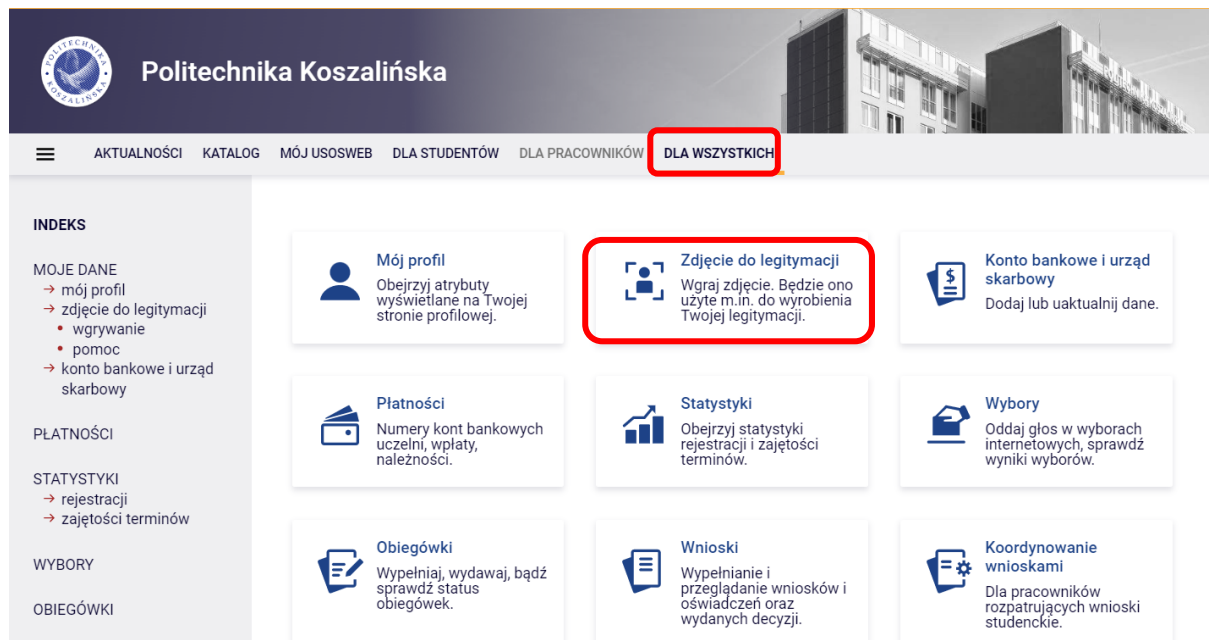 POLITECHNIKA KOSZALIŃSKA
Politechnika Koszalińska
AKTUALNOŚCI KATALOG MÓJ USOSWEB DLA STUDENTÓW DLA PRACOWNIKÓW DLA WSZYSTKICH
INDEKS
MOJE DANE
→ mój profil
→ zdjęcie do legitymacji
• wgrywanie
• pomoc
→ konto bankowe i urząd
skarbowy
PŁATNOŚCI
STATYSTYKI
→ rejestracji
→ zajętości terminów
WYBORY
OBIEGÓWKI
Mój profil
Obejrzyj atrybuty
wyświetlane na Twojej
stronie profilowej.
Zdjęcie do legitymacji
Wgraj zdjęcie. Będzie ono
użyte m.in. do wyrobienia
Twojej legitymacji.
Konto bankowe i urząd
skarbowy
Dodaj lub uaktualnij dane.
Płatności
Numery kont bankowych
uczelni, wpłaty,
należności.
Statystyki
Obejrzyj statystyki
rejestracji i zajętości
terminów.
Wybory
Oddaj głos w wyborach
internetowych, sprawdź
wyniki wyborów.
Obiegówki
Wypełniaj, wydawaj, bądź
sprawdź status
obiegówek.
Wnioski
Wypełnianie i
przeglądanie wniosków i
oświadczeń oraz
wydanych decyzji.
Koordynowanie
wnioskami
Dla pracowników
rozpatrujących wnioski
studenckie.